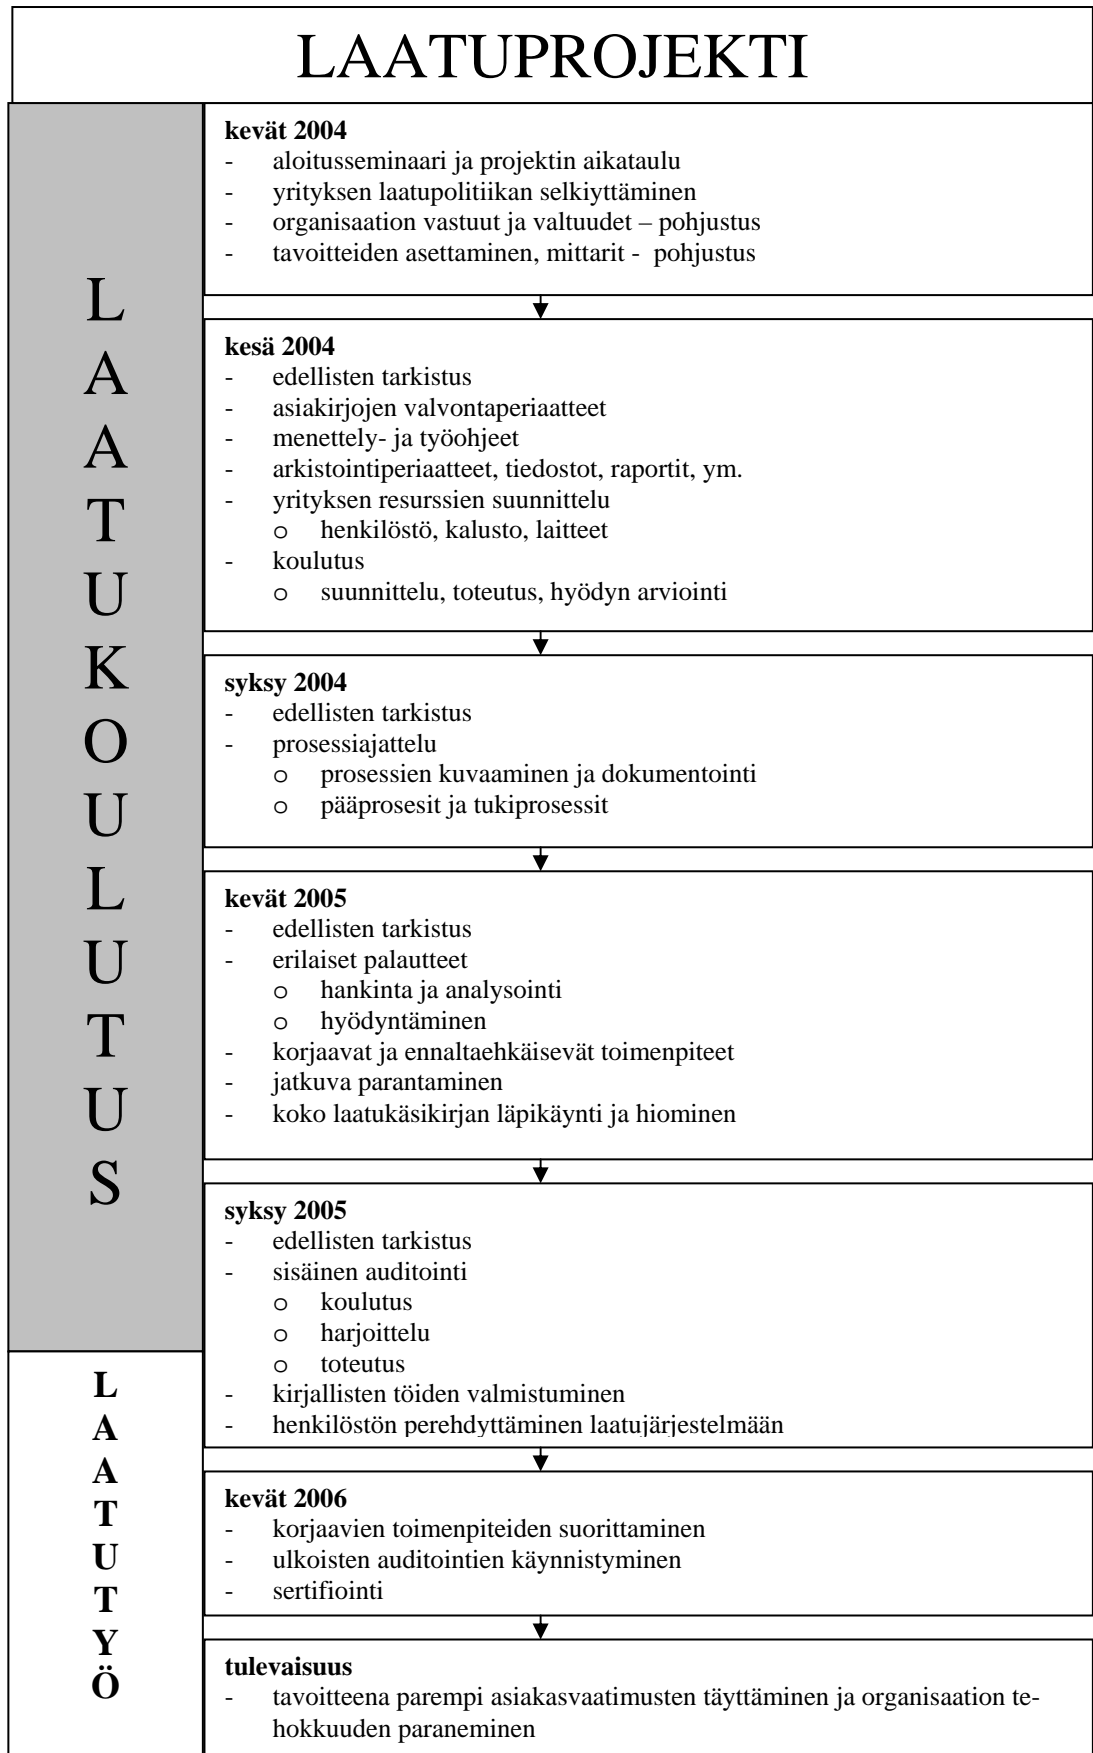 LAATUPROJEKTI
LAATUKOULUTUS
kevät 2004
- aloitusseminaari ja projektin aikataulu
- yrityksen laatupolitiikan selkiyttäminen
- organisaation vastuut ja valtuudet – pohjustus
- tavoitteiden asettaminen, mittarit - pohjustus
kesä 2004
- edellisten tarkistus
- asiakirjojen valvontaperiaatteet
- menettely- ja työohjeet
- arkistointiperiaatteet, tiedostot, raportit, ym.
- yrityksen resurssien suunnittelu
o henkilöstö, kalusto, laitteet
- koulutus
o suunnittelu, toteutus, hyödyn arviointi
syksy 2004
- edellisten tarkistus
- prosessiajattelu
o prosessien kuvaaminen ja dokumentointi
o pääprosesit ja tukiprosessit
kevät 2005
- edellisten tarkistus
- erilaiset palautteet
o hankinta ja analysointi
o hyödyntäminen
- korjaavat ja ennaltaehkäisevät toimenpiteet
- jatkuva parantaminen
- koko laatukäsikirjan läpikäynti ja hiominen
syksy 2005
- edellisten tarkistus
- sisäinen auditointi
o koulutus
o harjoittelu
o toteutus
- kirjallisten töiden valmistuminen
- henkilöstön perehdyttäminen laatujärjestelmään
LAATUTYÖ
kevät 2006
- korjaavien toimenpiteiden suorittaminen
- ulkoisten auditointien käynnistyminen
- sertifiointi
tulevaisuus
- tavoitteena parempi asiakasvaatimusten täyttäminen ja organisaation te-
hokkuuden paraneminen